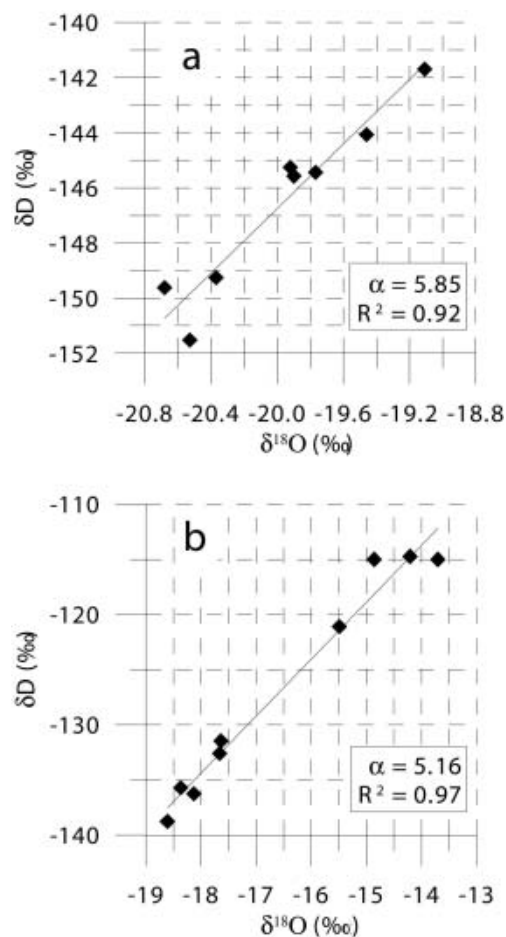 a
-140
-142
-144
-146
-148
-150
-152
δD (‰)
α = 5.85
R² = 0.92
-20.8 -20.4 -20.0 -19.6 -19.2 -18.8
δ¹⁸O (‰)
b
-110
-120
-130
-140
δD (‰)
α = 5.16
R² = 0.97
-19 -18 -17 -16 -15 -14 -13
δ¹⁸O (‰)